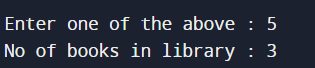 Enter one of the above : 5
No of books in library : 3